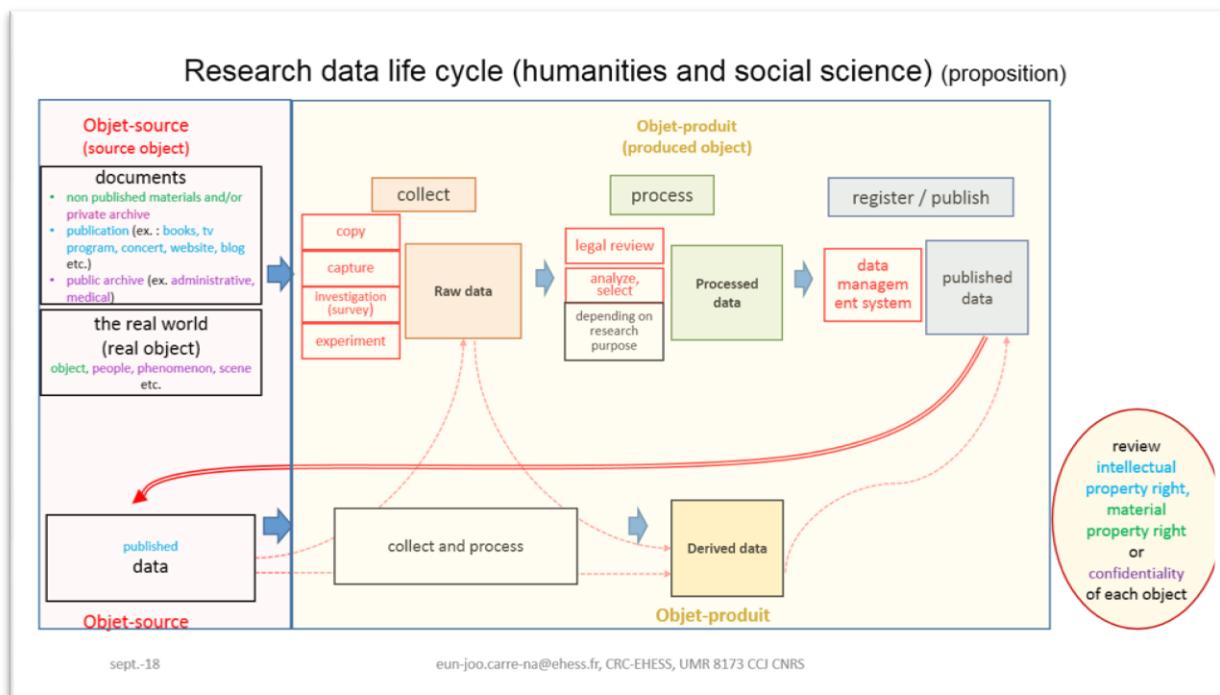 Research data life cycle (humanities and social science) (proposition)
Objet-source
(source object)
documents
• non published materials and/or
private archive
• publication (ex. : books, tv
program, concert, website, blog
etc.)
• public archive (ex. administrative,
medical)
the real world
(real object)
object, people, phenomenon, scene
etc.
Objet-produit
(produced object)
collect
copy
capture
investigation
(survey)
experiment
Raw data
process
legal review
analyze,
select
depending on
research
purpose
Processed
data
register / publish
data
managem
ent system
published
data
published
data
Objet-source
collect and process
Derived data
Objet-produit
review
intellectual
property right,
material
property right
or
confidentiality
of each object
sept.-18
eun-joo.carre-na@ehess.fr, CRC-EHESS, UMR 8173 CCJ CNRS